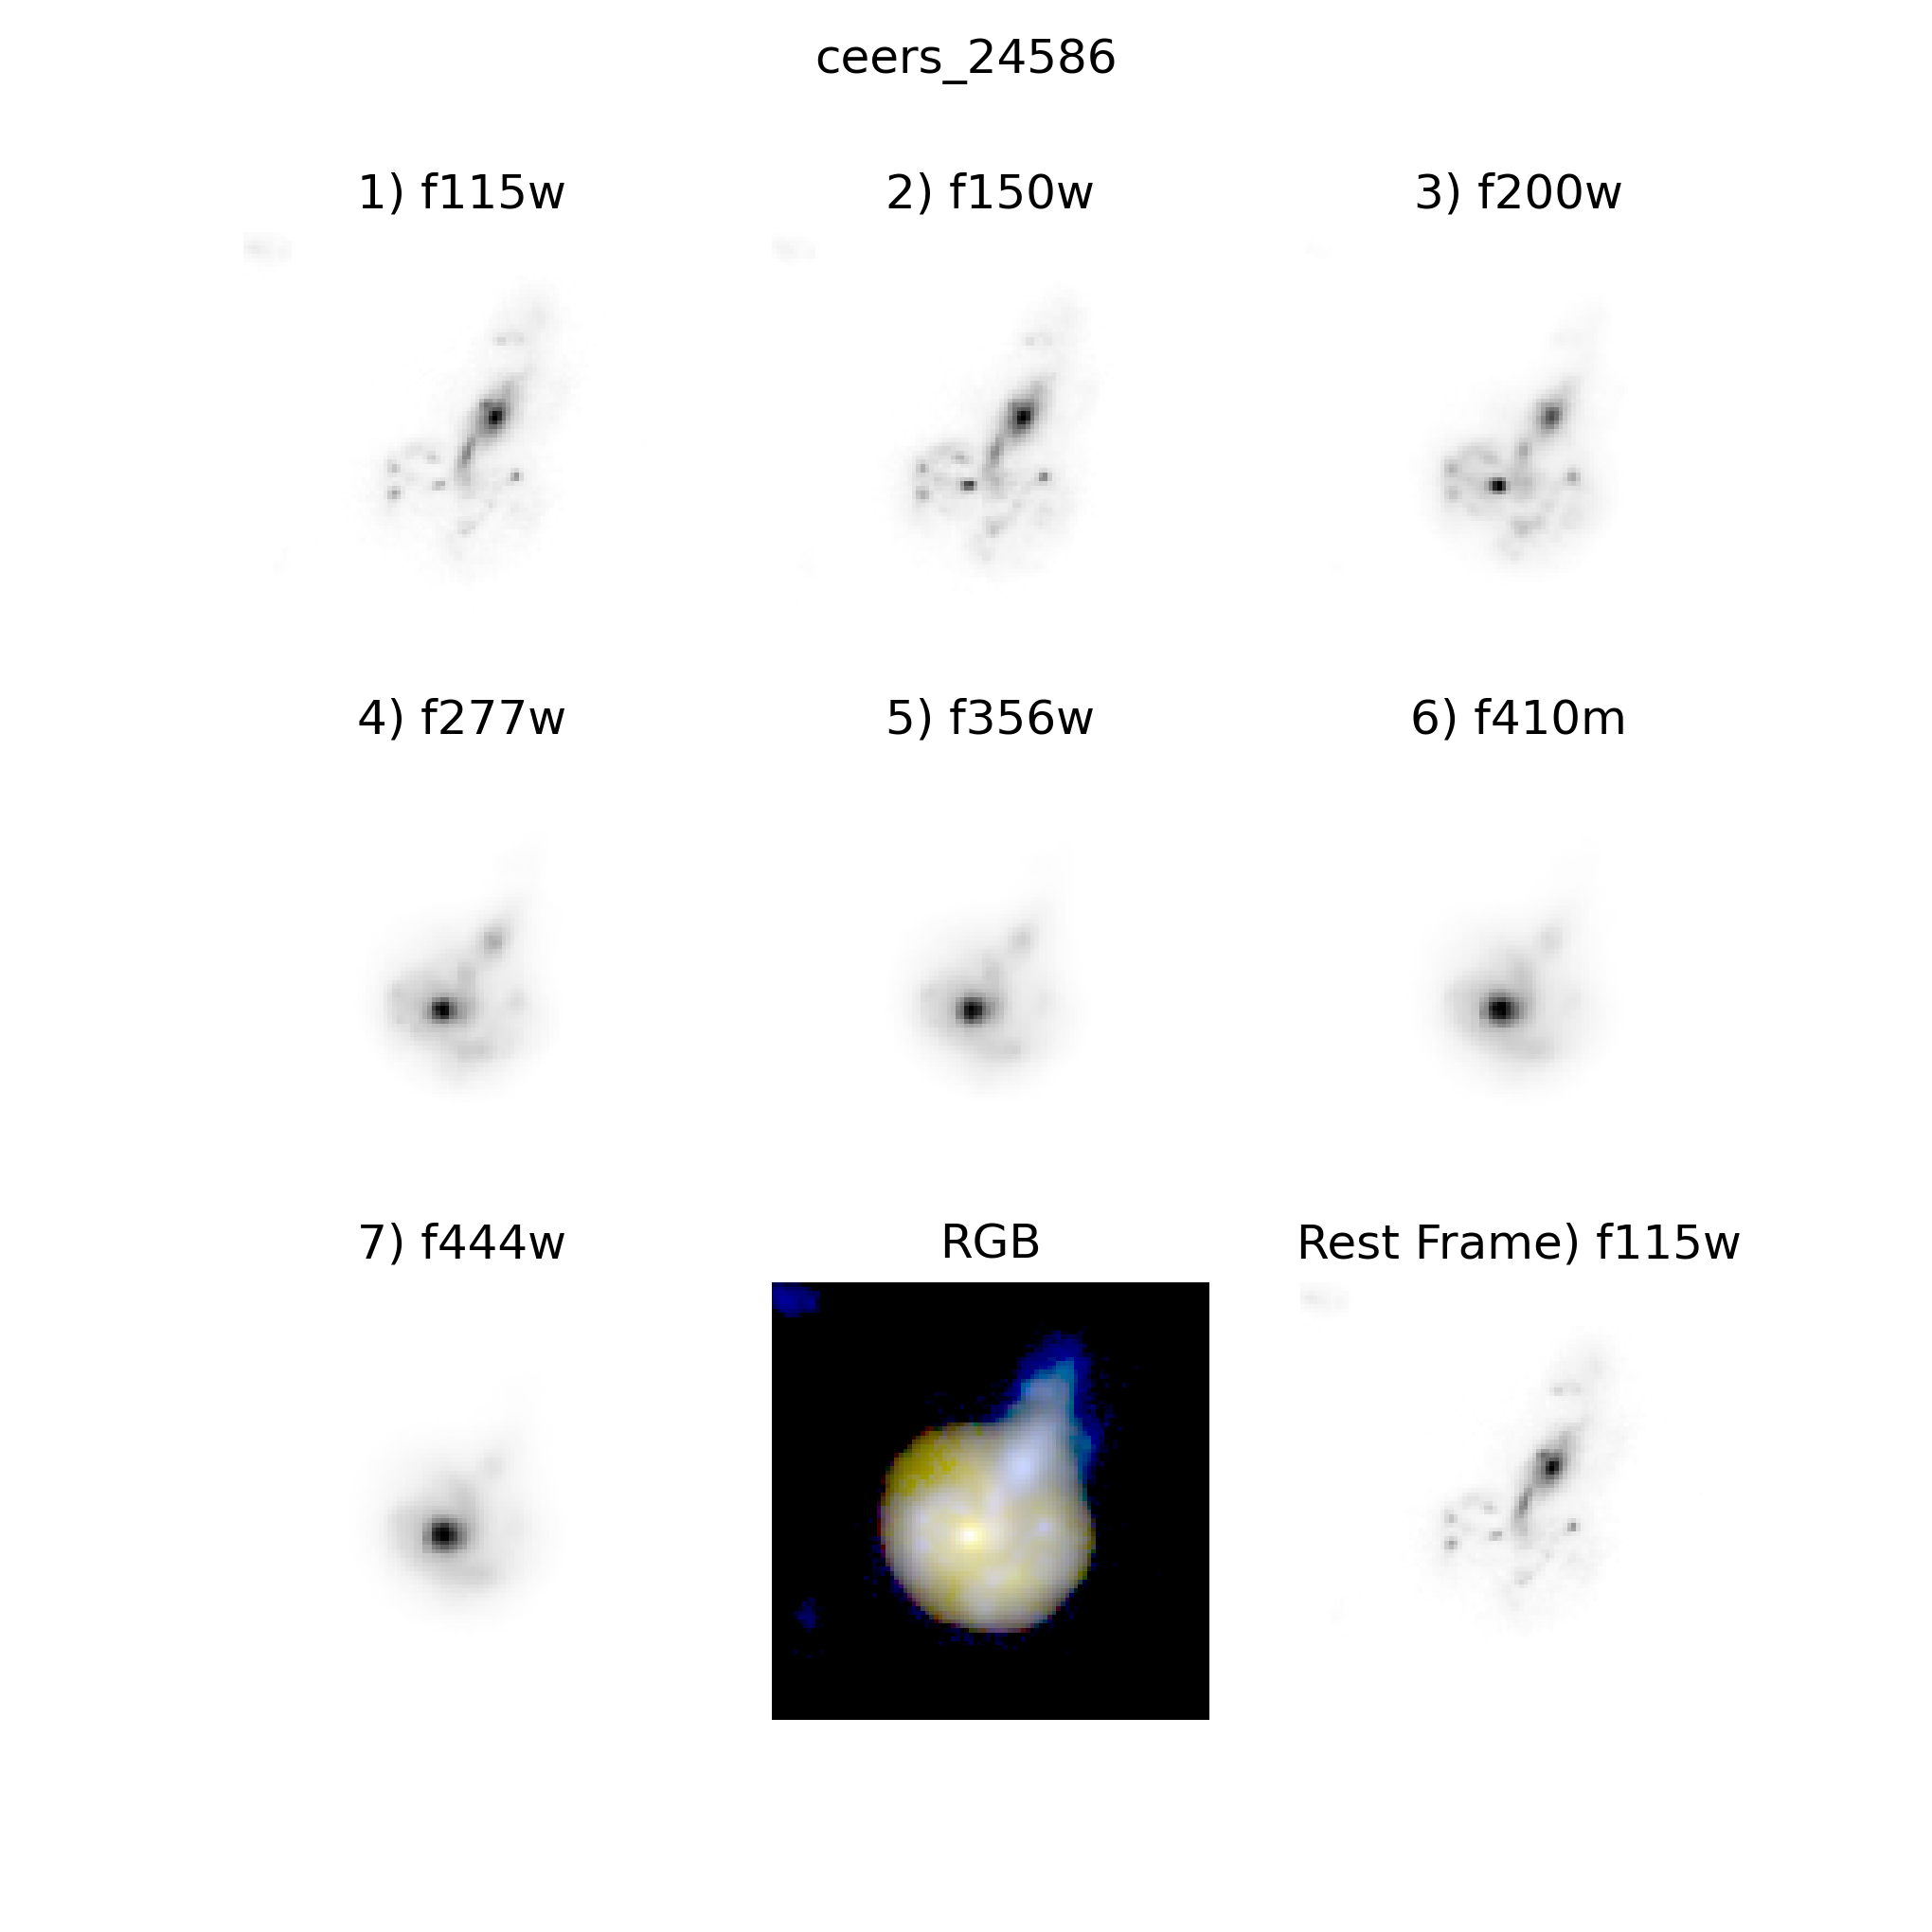 ceers_24586
1) f115w
2) f150w
3) f200w
4) f277w
5) f356w
6) f410m
7) f444w
RGB
Rest Frame) f115w